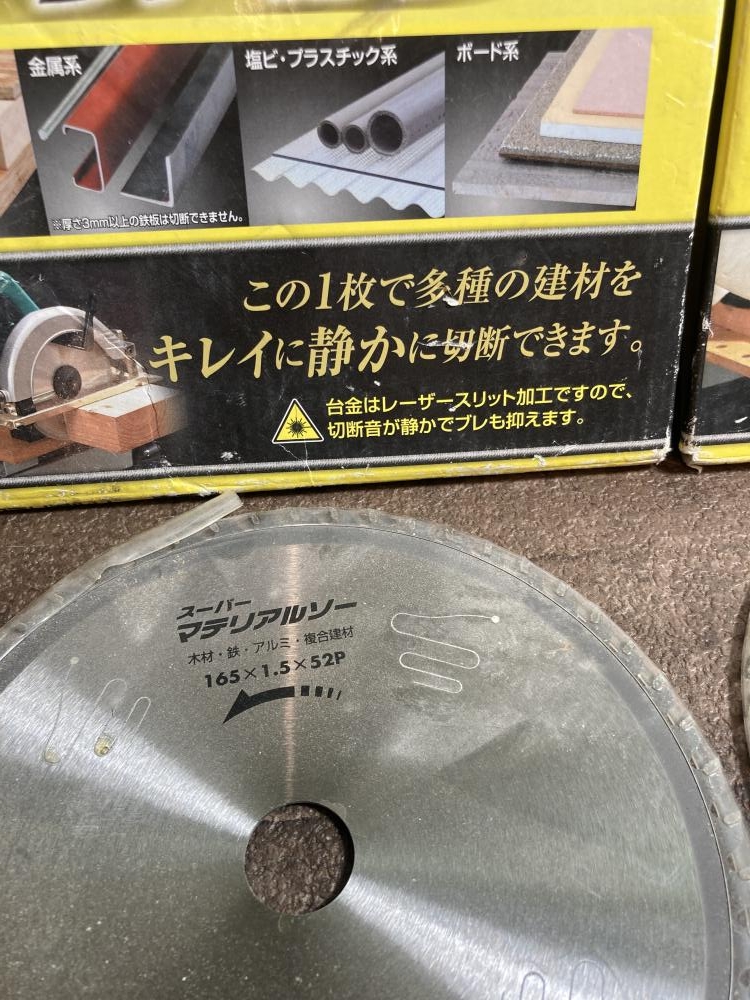 金属系
塩ビ・プラスチック系
ボード系
※厚さ3mm以上の鉄板は切断できません。
この1枚で多種の建材を
キレイに静かに切断できます。
台金はレーザースリット加工ですので、
切断音が静かでブレも抑えます。
スーパー
マテリアルソー
木材・鉄・アルミ・複合建材
165×1.5×52P